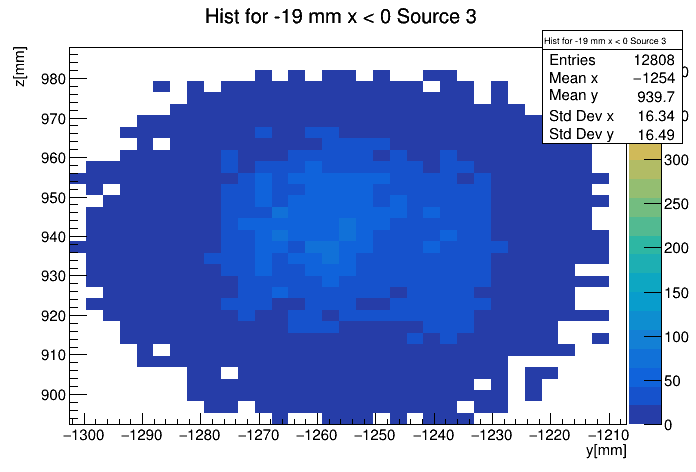 Hist for -19 mm x < 0 Source 3
z[mm]
Hist for -19 mm x < 0 Source 3
Entries 12808
Mean x −1254
Mean y 939.7
Std Dev x 16.34
Std Dev y 16.49
980
970
960
950
940
930
920
910
900
0
0
300
250
200
150
100
50
0
−1300 −1290 −1280 −1270 −1260 −1250 −1240 −1230 −1220 −1210
y[mm]